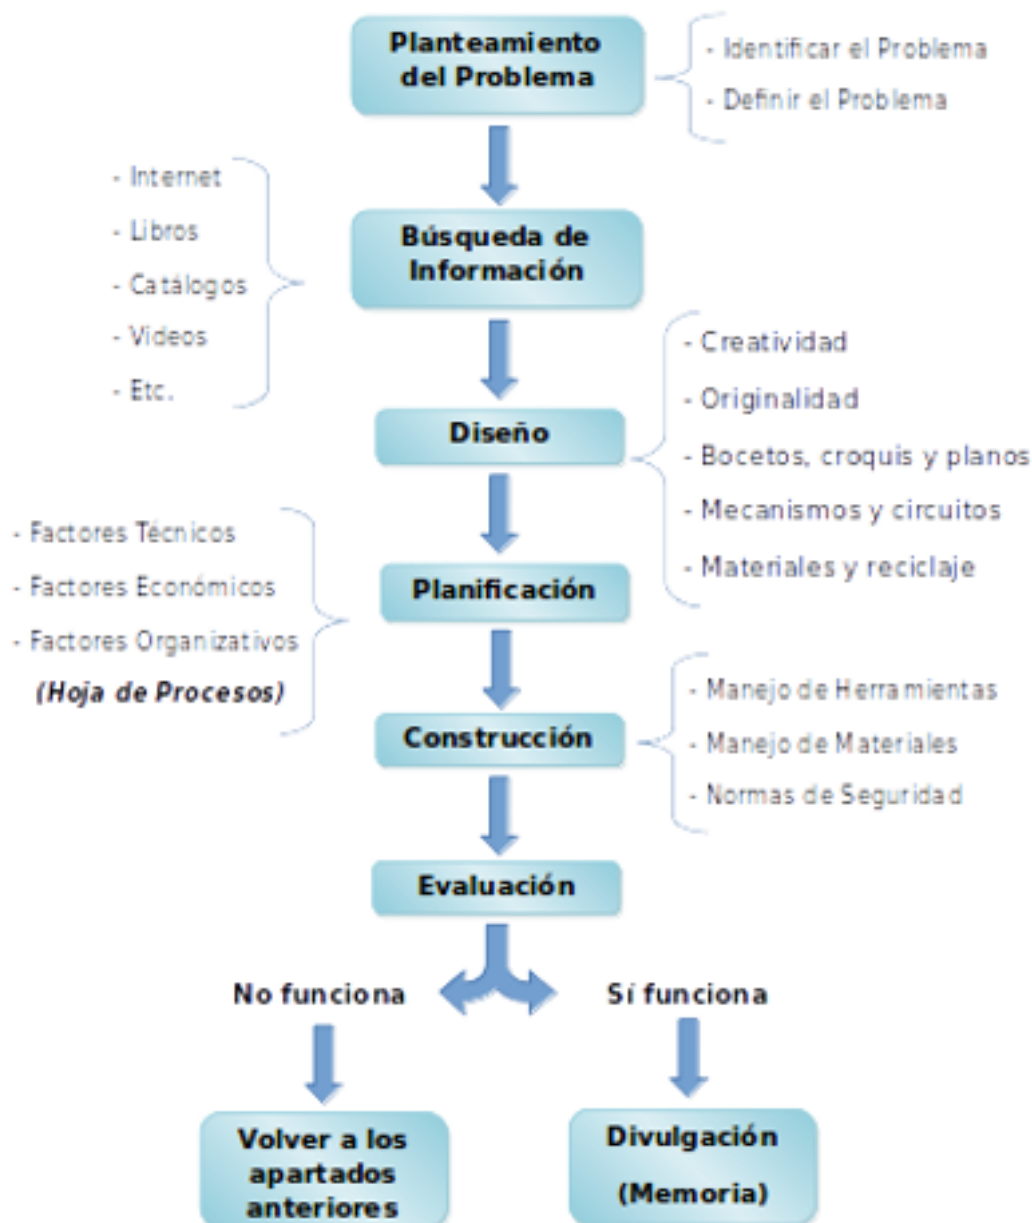 Planteamiento
del Problema
- Identificar el Problema
- Definir el Problema
- Internet
- Libros
- Catálogos
- Videos
- Etc.
Búsqueda de
Información
- Creatividad
- Originalidad
- Bocetos, croquis y planos
- Mecanismos y circuitos
- Materiales y reciclaje
Diseño
- Factores Técnicos
- Factores Económicos
- Factores Organizativos
(Hoja de Procesos)
Planificación
- Manejo de Herramientas
- Manejo de Materiales
- Normas de Seguridad
Construcción
Evaluación
No funciona
Sí funciona
Volver a los
apartados
anteriores
Divulgación
(Memoria)